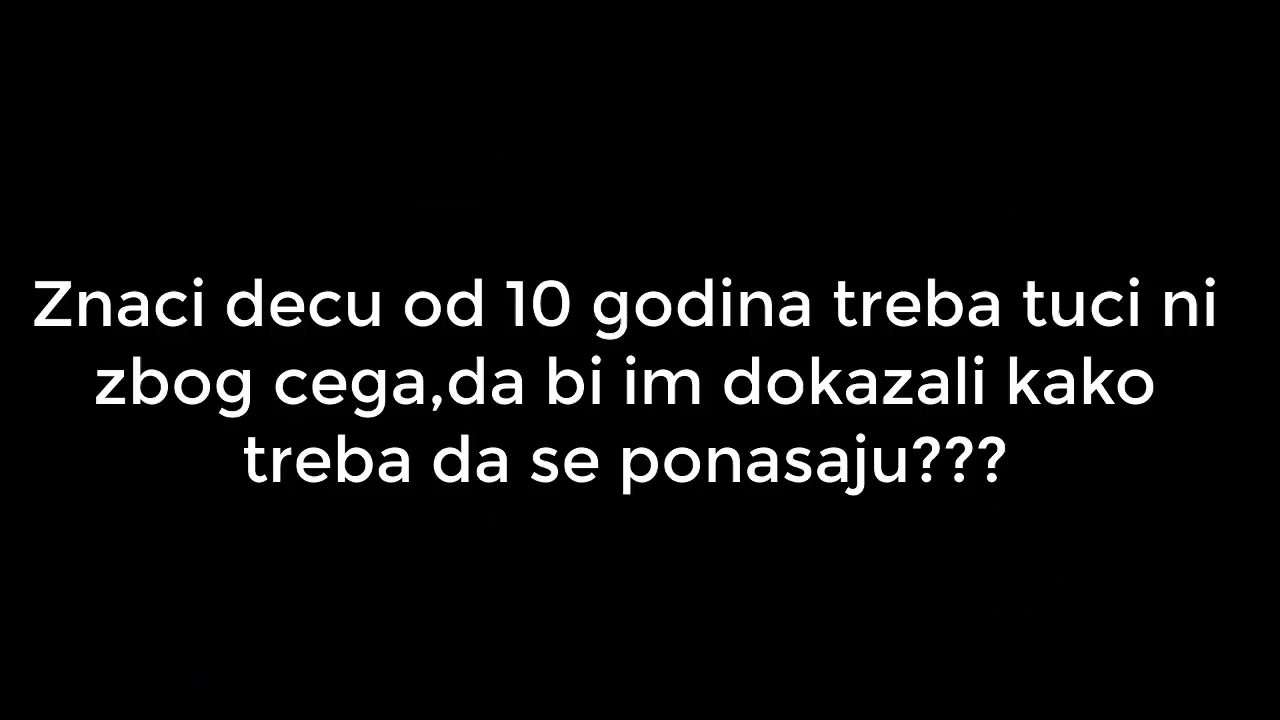 Znaci decu od 10 godina treba tuci ni
zbog cega,da bi im dokazali kako
treba da se ponasaju???